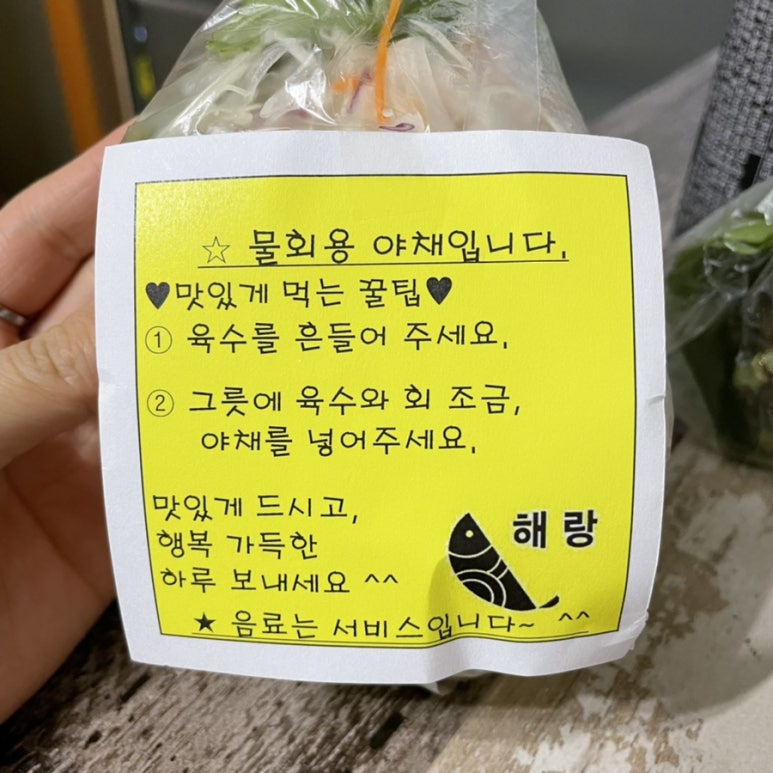 ☆ 물회용 야채입니다.
♥맛있게 먹는 꿀팁♥
① 육수를 흔들어 주세요.
② 그릇에 육수와 회 조금,
야채를 넣어주세요.
맛있게 드시고,
행복 가득한
하루 보내세요 ^^
해랑
★ 음료는 서비스입니다~ ^^